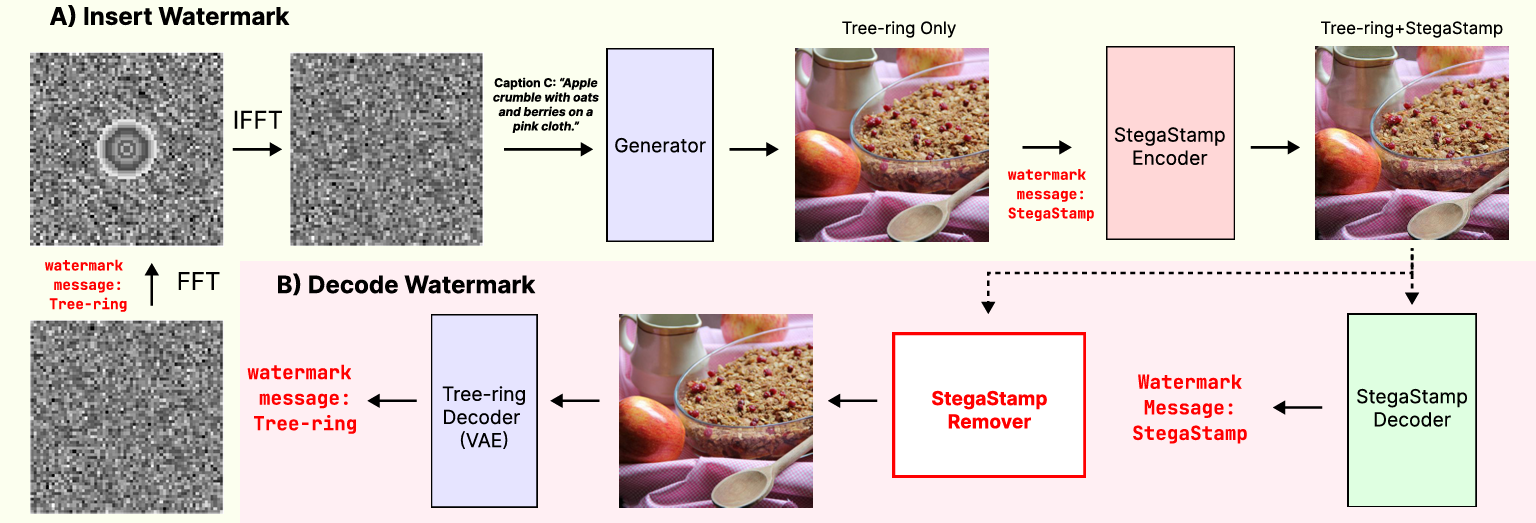 A) Insert Watermark
Tree-ring Only
Tree-ring+StegaStamp
IFFT
Caption C: "Apple
crumble with oats
and berries on a
pink cloth."
Generator
watermark
message:
StegaStamp
StegaStamp
Encoder
watermark
message:
Tree-ring
FFT
B) Decode Watermark
watermark
message:
Tree-ring
Tree-ring
Decoder
(VAE)
StegaStamp
Remover
Watermark
Message:
StegaStamp
StegaStamp
Decoder